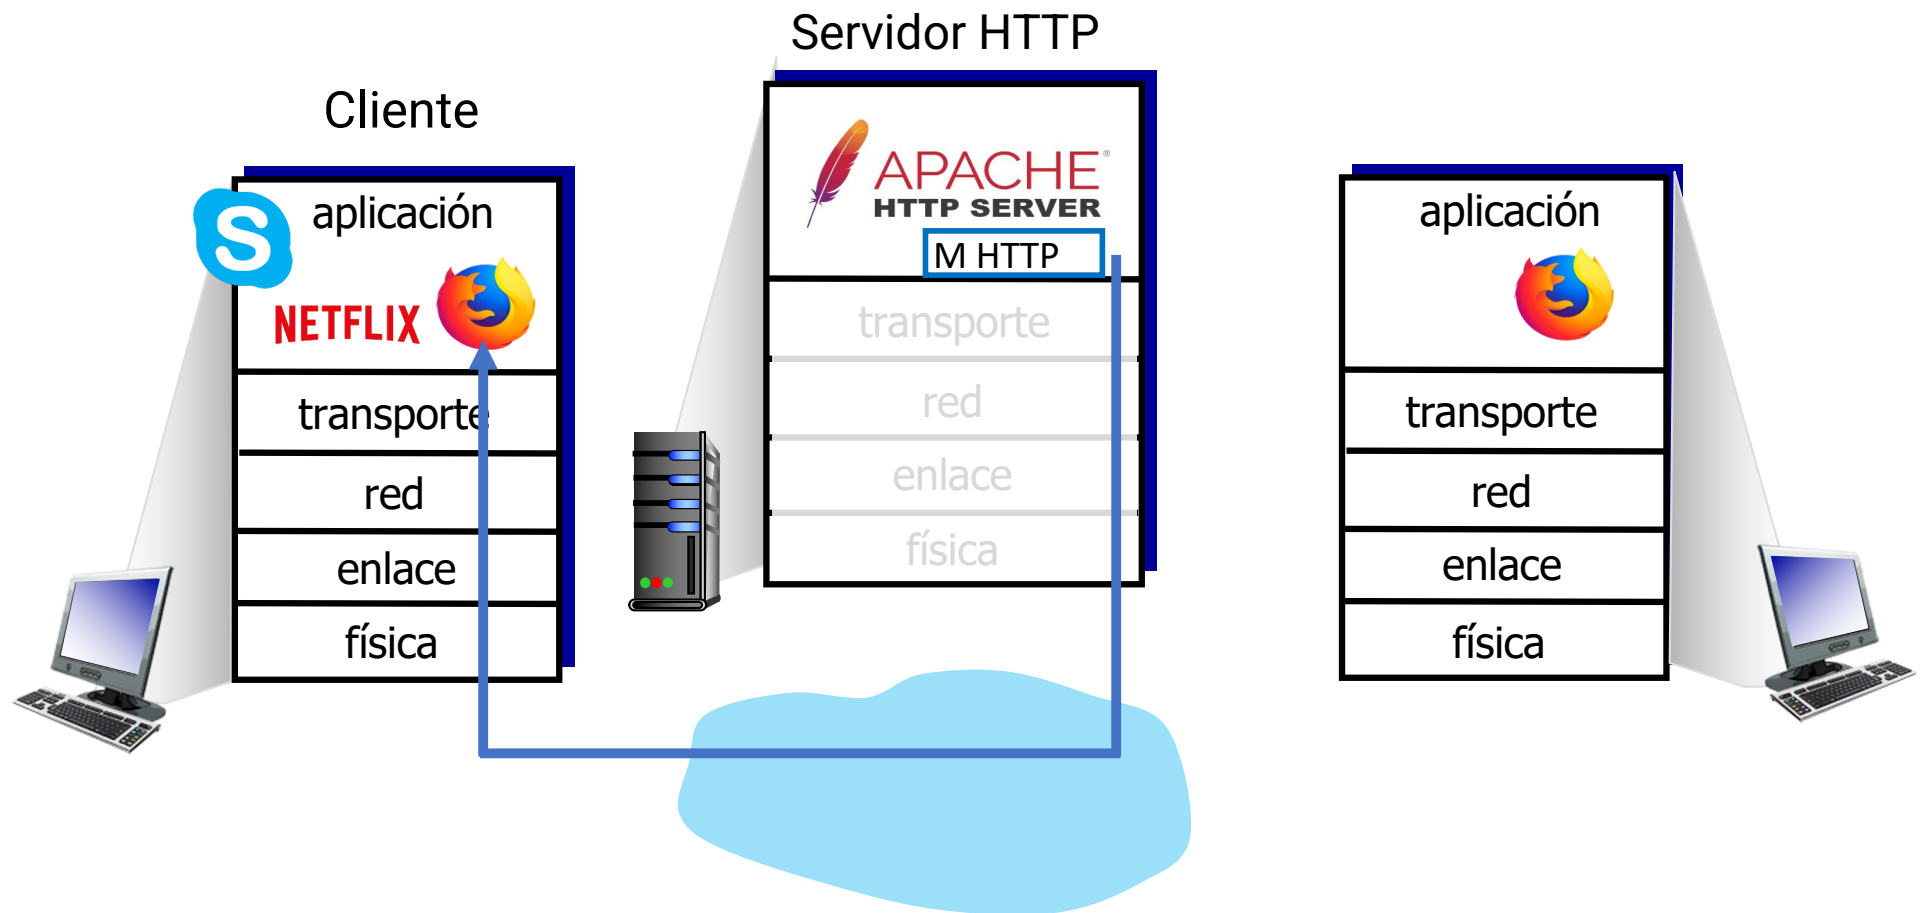 Servidor HTTP
Cliente
aplicación
S
NETFLIX
transporte
red
enlace
física
APACHE®
HTTP SERVER
M HTTP
transporte
red
enlace
física
aplicación
transporte
red
enlace
física